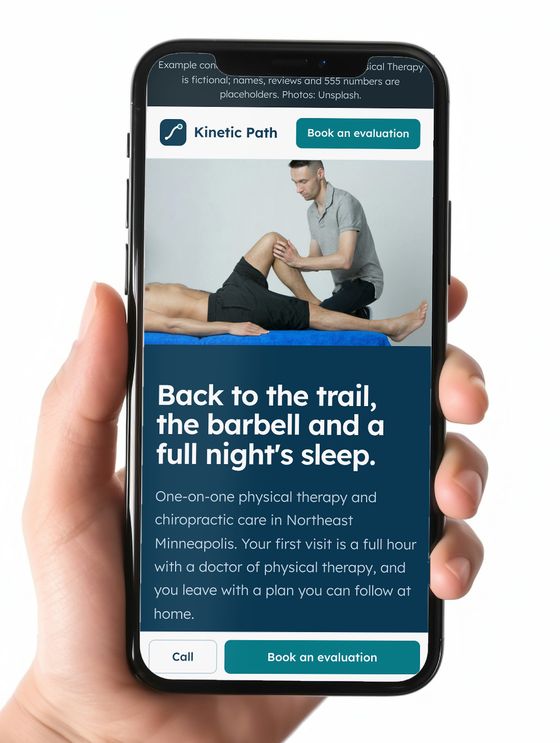 Example con sical Therapy
is fictional; names, reviews and 555 numbers are
placeholders. Photos: Unsplash.
Kinetic Path
Book an evaluation
Back to the trail,
the barbell and a
full night's sleep.
One-on-one physical therapy and
chiropractic care in Northeast
Minneapolis. Your first visit is a full hour
with a doctor of physical therapy, and
you leave with a plan you can follow at
home.
Call
Book an evaluation